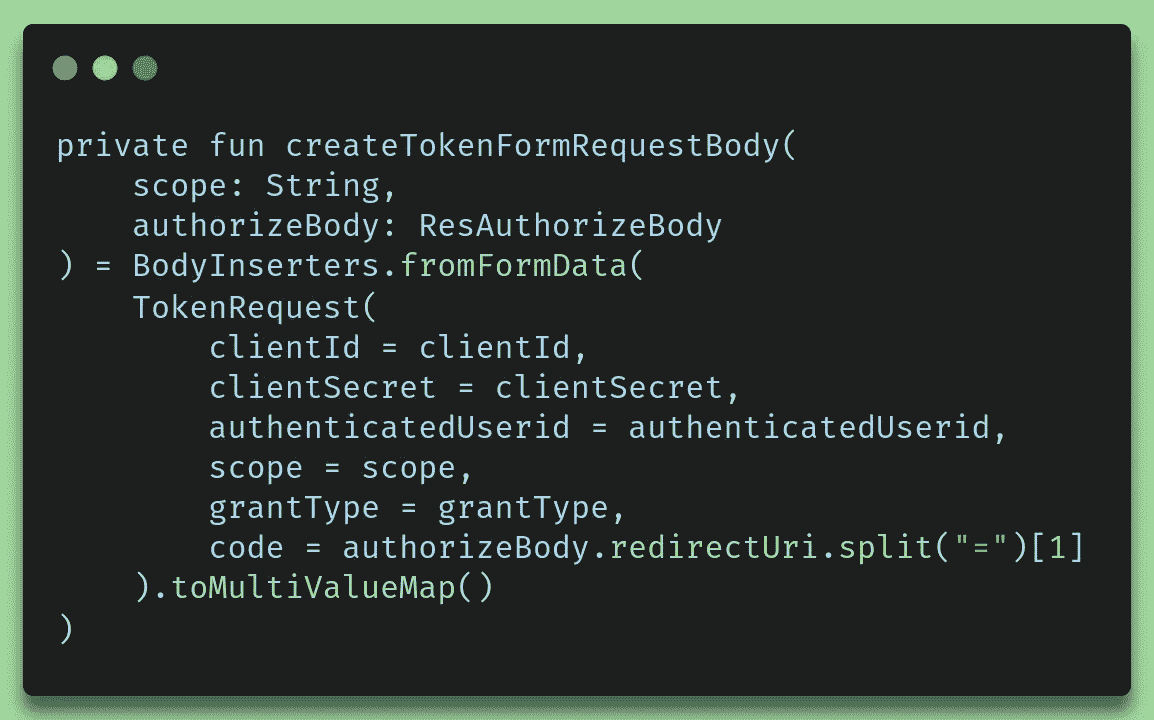 private fun createTokenFormRequestBody(
    scope: String,
    authorizeBody: ResAuthorizeBody
) = BodyInserters.fromFormData(
    TokenRequest(
        clientId = clientId,
        clientSecret = clientSecret,
        authenticatedUserid = authenticatedUserid,
        scope = scope,
        grantType = grantType,
        code = authorizeBody.redirectUri.split("=")[1]
    ).toMultiValueMap()
)